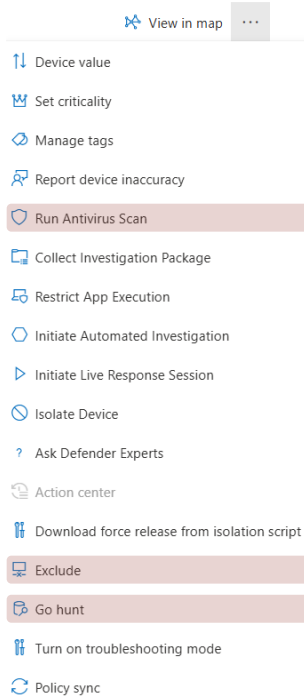 View in map ...
Device value
Set criticality
Manage tags
Report device inaccuracy
Run Antivirus Scan
Collect Investigation Package
Restrict App Execution
Initiate Automated Investigation
Initiate Live Response Session
Isolate Device
? Ask Defender Experts
Action center
Download force release from isolation script
Exclude
Go hunt
Turn on troubleshooting mode
Policy sync